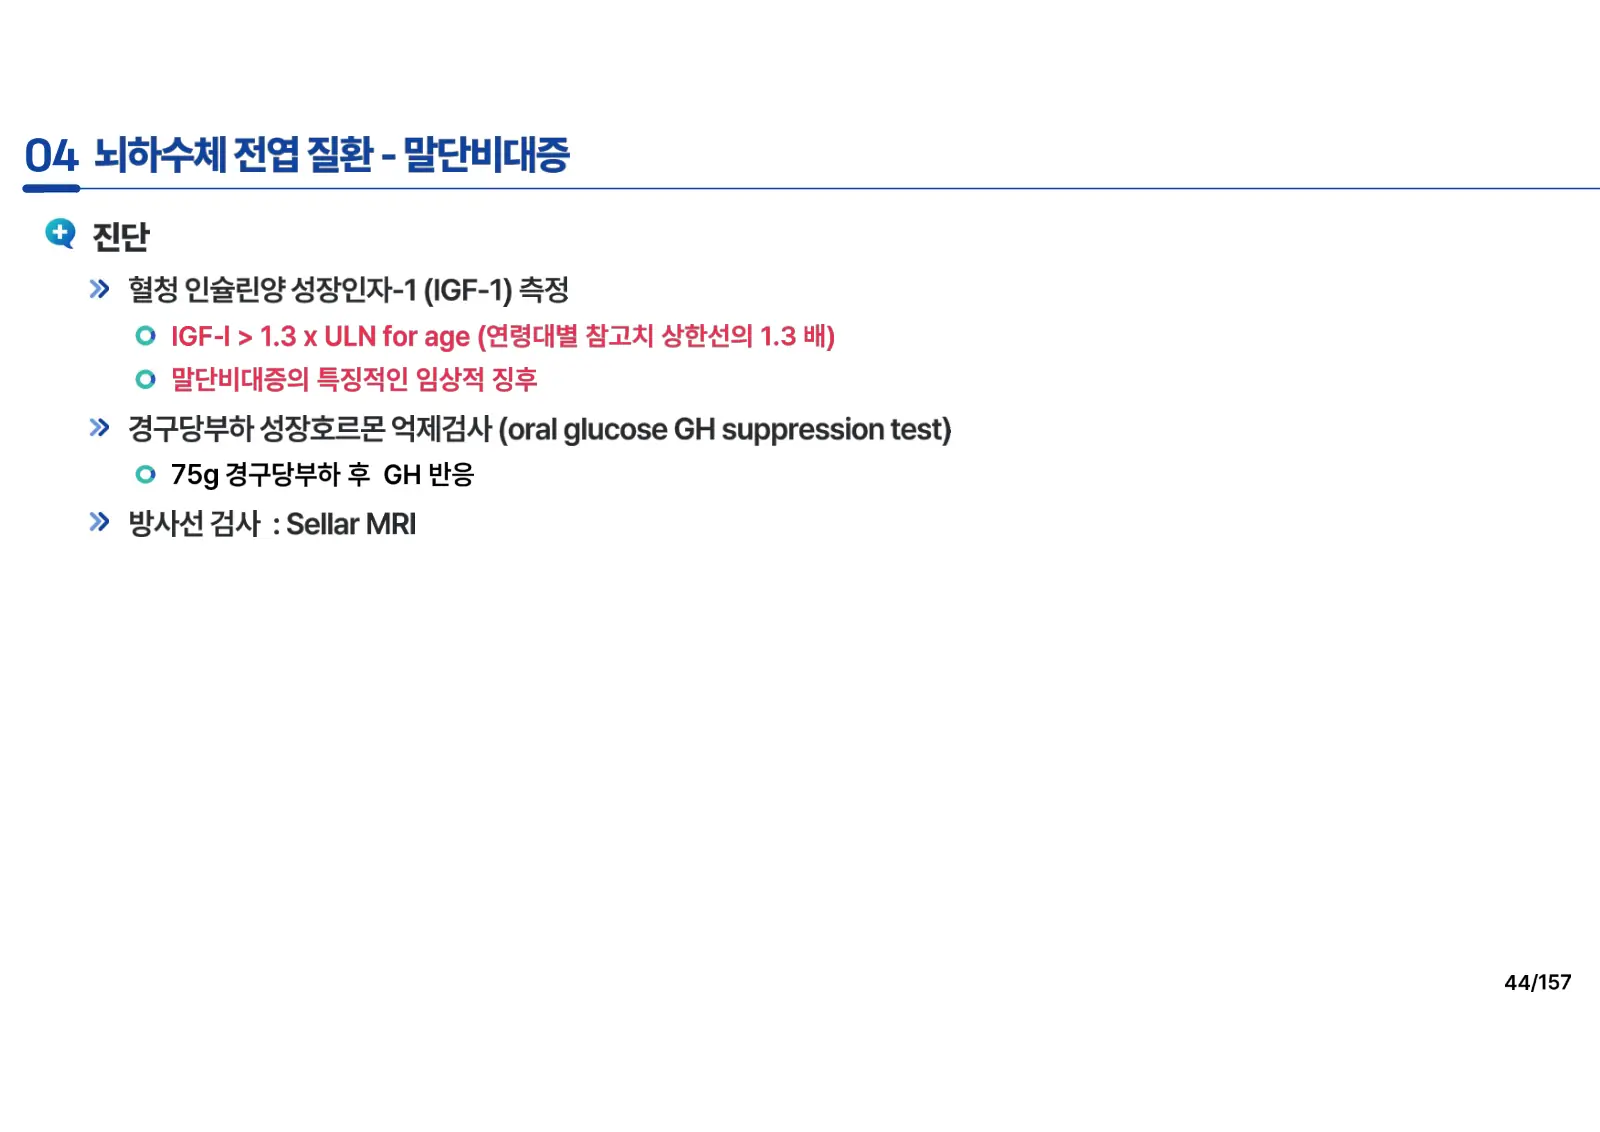 04 뇌하수체 전엽 질환 - 말단비대증
진단
혈청 인슐린양 성장인자-1 (IGF-1) 측정
IGF-I > 1.3 x ULN for age (연령대별 참고치 상한선의 1.3 배)
말단비대증의 특징적인 임상적 징후
경구당부하 성장호르몬 억제검사 (oral glucose GH suppression test)
75g 경구당부하 후 GH 반응
방사선 검사 : Sellar MRI
44/157